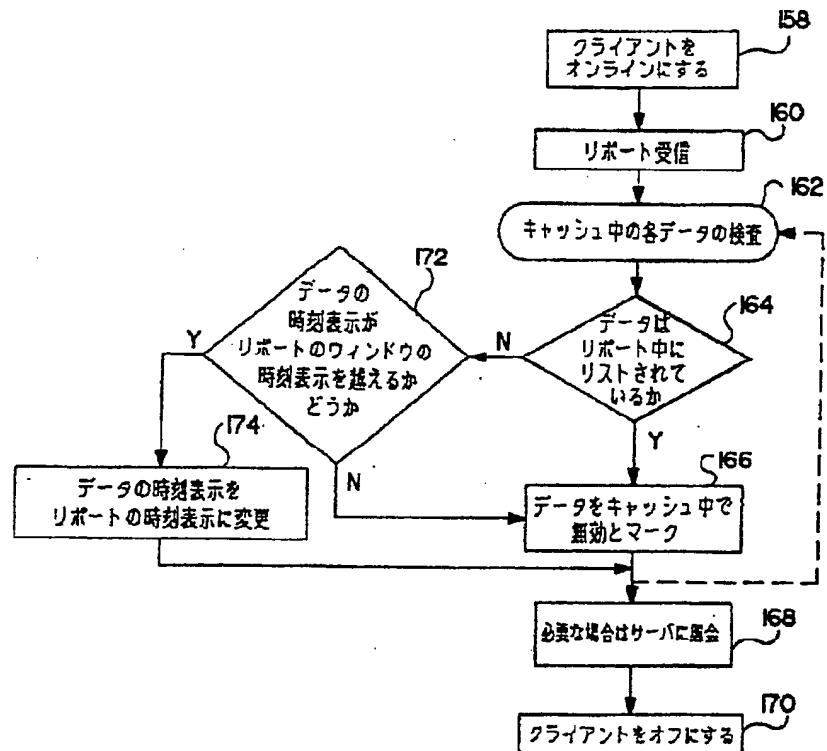 158
クライアントを
オンラインにする
160
リポート受信
162
キャッシュ中の各データの検査
164
データは
リポート中に
リストされて
いるか
N
Y
172
データの
時刻表示が
リポートのウィンドウの
時刻表示を越えるか
どうか
Y
N
174
データの時刻表示を
リポートの時刻表示に変更
166
データをキャッシュ中で
無効とマーク
168
必要な場合はサーバに照会
170
クライアントをオフにする